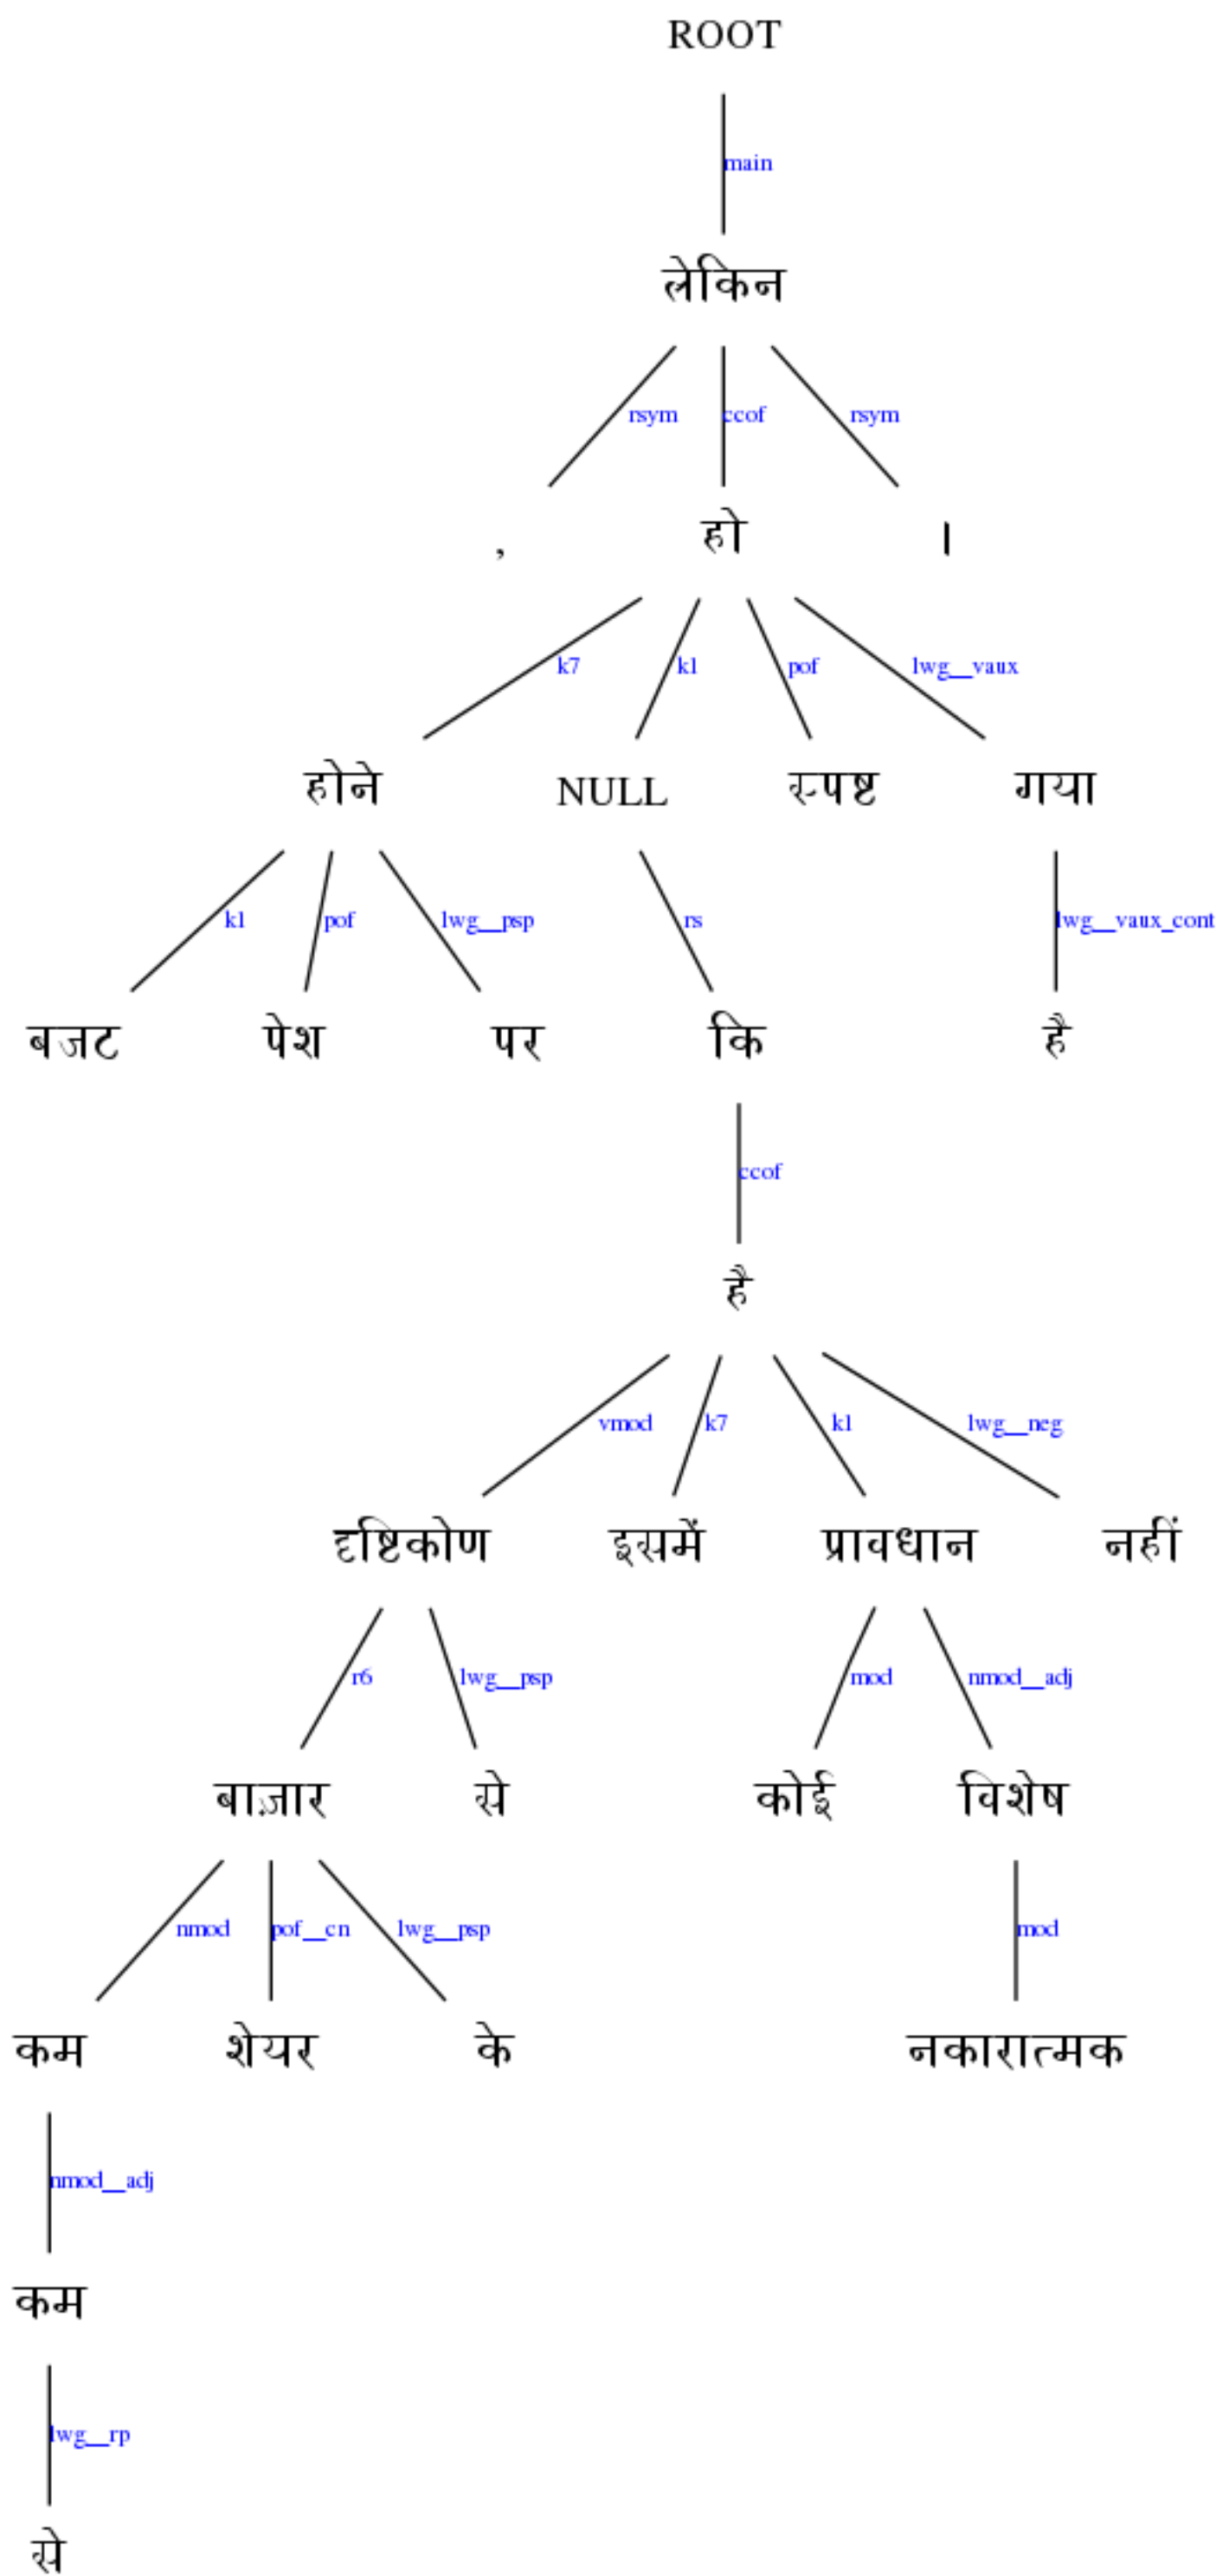 ROOT
main
लेकिन
rsym ccof rsym
, हो ।
k7 k1 pof lwg__vaux
होने NULL स्पष्ट गया
k1 pof lwg__psp rs lwg__vaux_cont
बजट पेश पर कि है
ccof
है
vmod k7 k1 lwg__neg
दृष्टिकोण इसमें प्रावधान नहीं
r6 lwg__psp mod nmod__adj
बाज़ार से कोई विशेष
nmod pof__cn lwg__psp mod
कम शेयर के नकारात्मक
nmod__adj
कम
lwg__rp
से